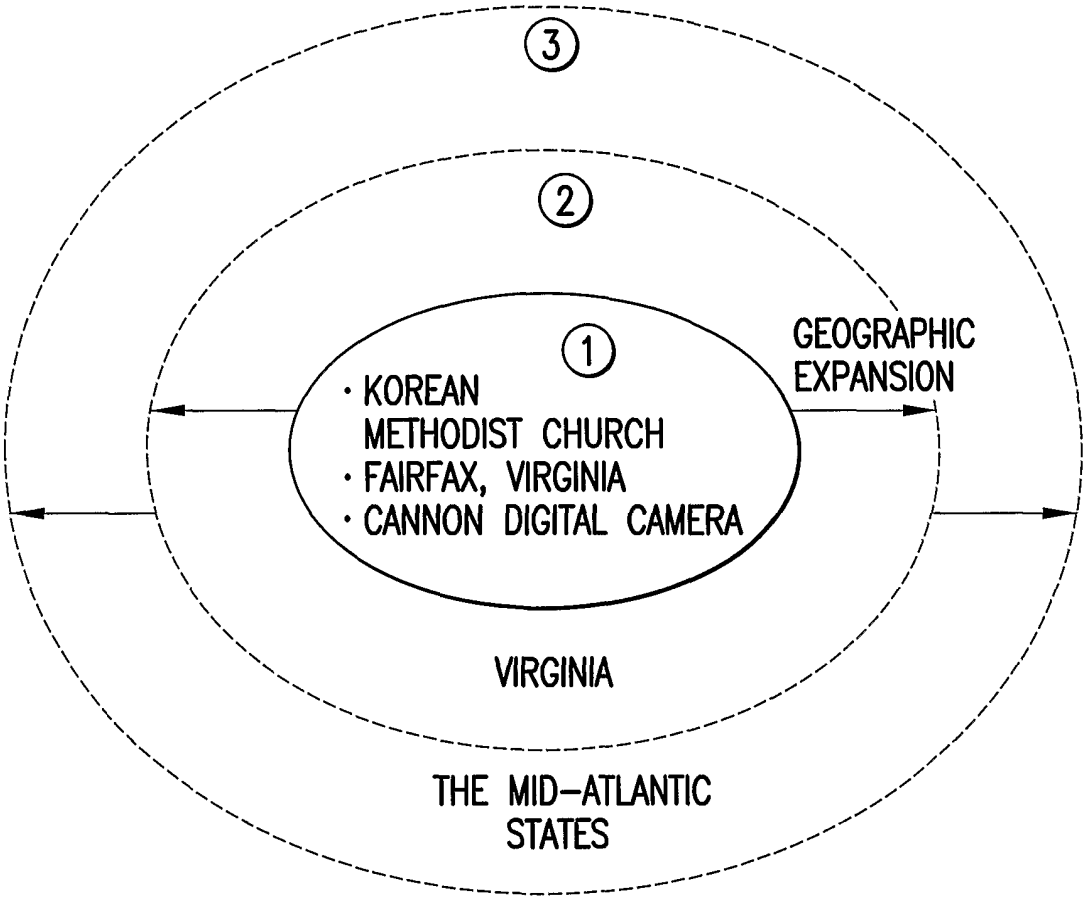 3
2
1
GEOGRAPHIC
EXPANSION
· KOREAN
METHODIST CHURCH
· FAIRFAX, VIRGINIA
· CANNON DIGITAL CAMERA
VIRGINIA
THE MID-ATLANTIC
STATES